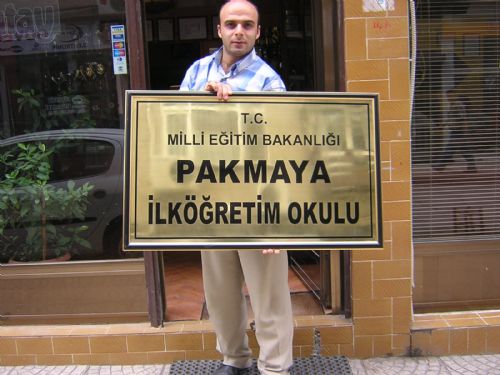 T.C.
MİLLİ EĞİTİM BAKANLIĞI
PAKMAYA
İLKÖĞRETİM OKULU